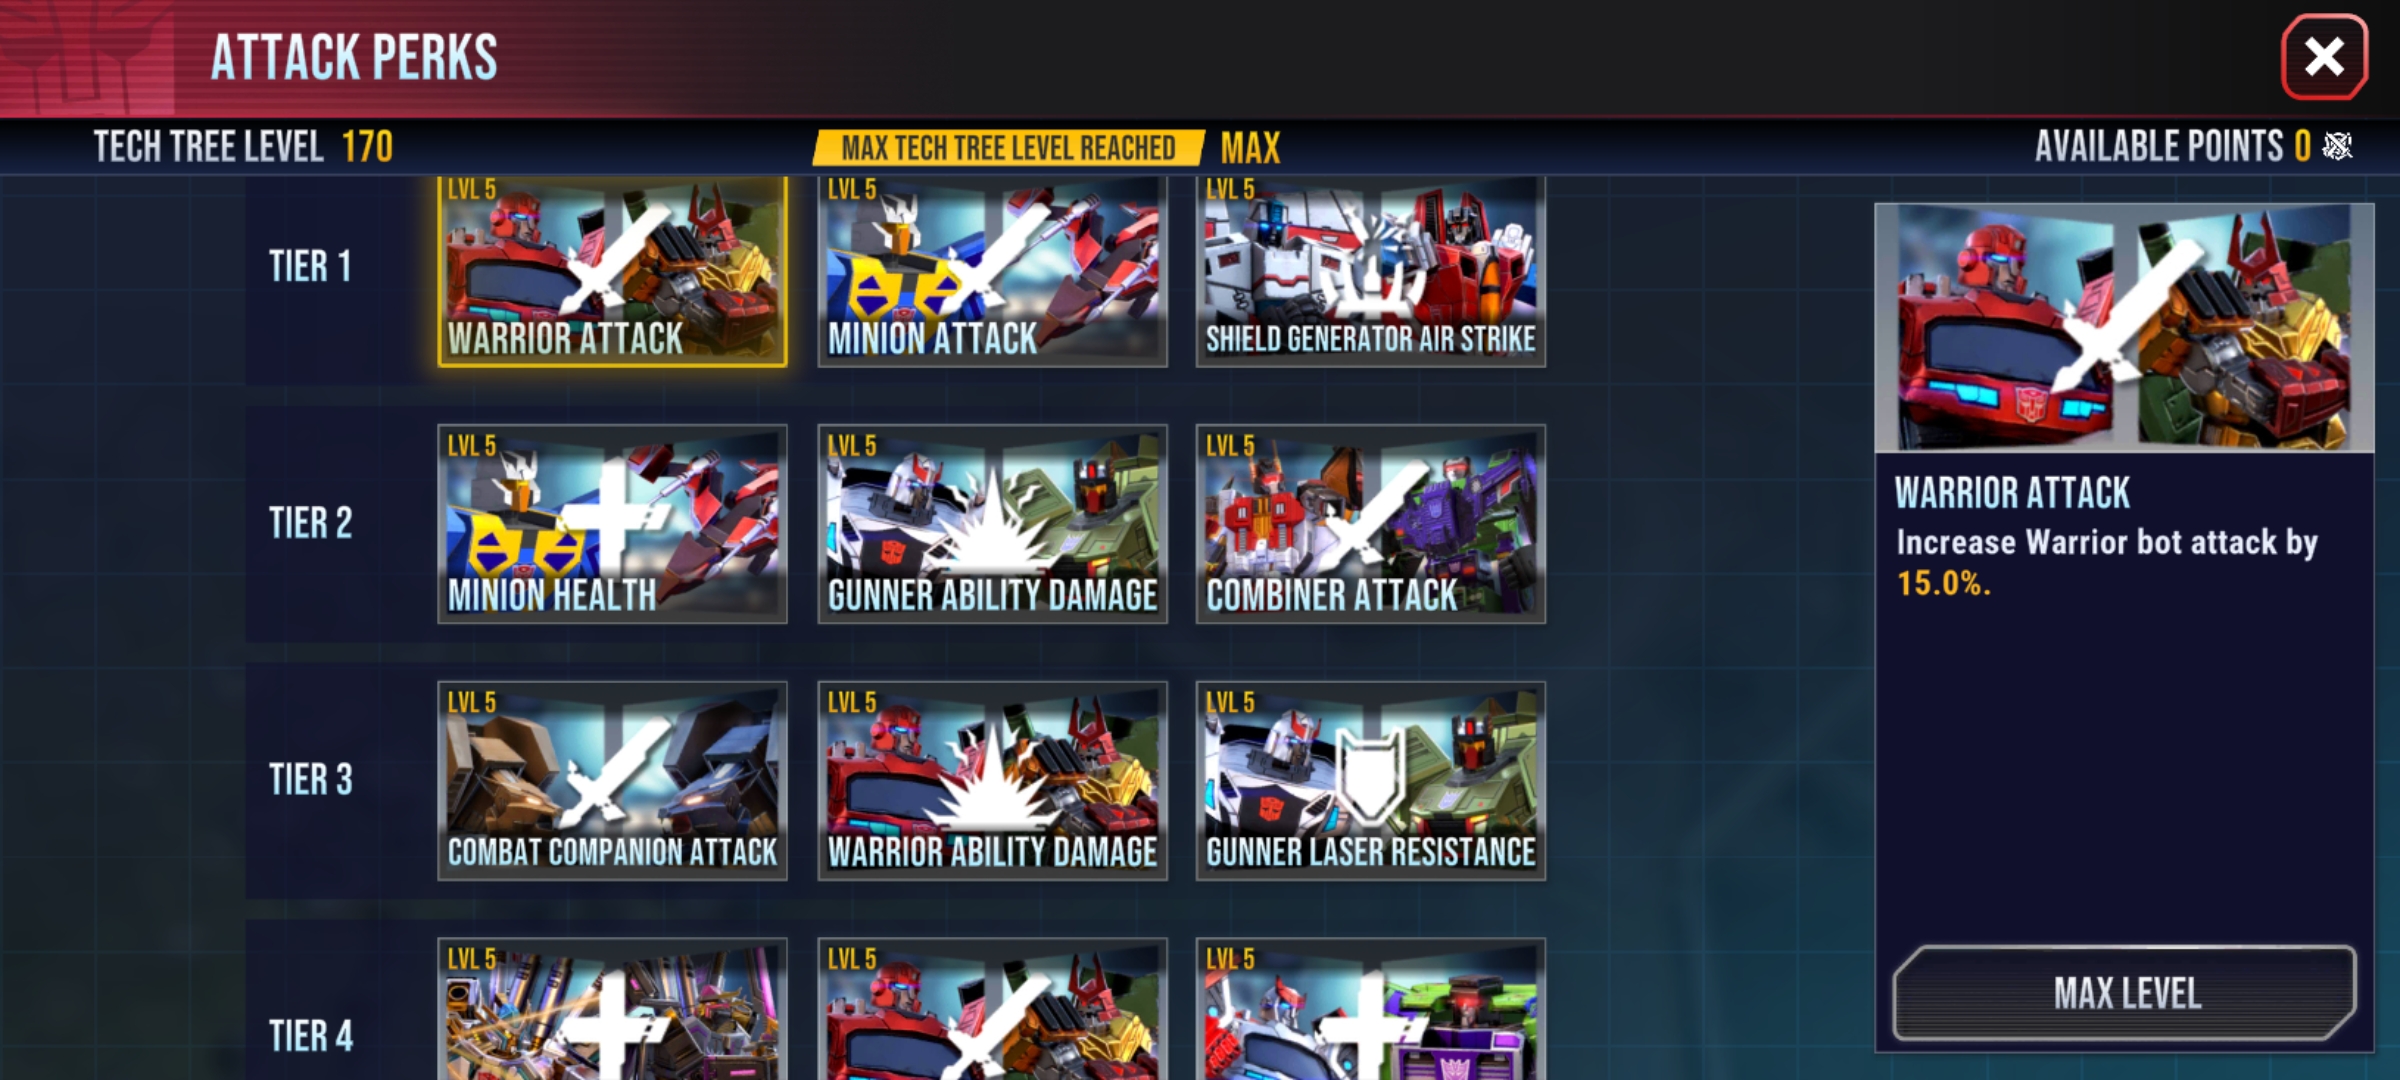 ATTACK PERKS
TECH TREE LEVEL 170
MAX TECH TREE LEVEL REACHED MAX
AVAILABLE POINTS 0
TIER 1
LVL 5
WARRIOR ATTACK
LVL 5
MINION ATTACK
LVL 5
SHIELD GENERATOR AIR STRIKE
TIER 2
LVL 5
MINION HEALTH
LVL 5
GUNNER ABILITY DAMAGE
LVL 5
COMBINER ATTACK
TIER 3
LVL 5
COMBAT COMPANION ATTACK
LVL 5
WARRIOR ABILITY DAMAGE
LVL 5
GUNNER LASER RESISTANCE
TIER 4
LVL 5
LVL 5
LVL 5
WARRIOR ATTACK
Increase Warrior bot attack by
15.0%.
MAX LEVEL